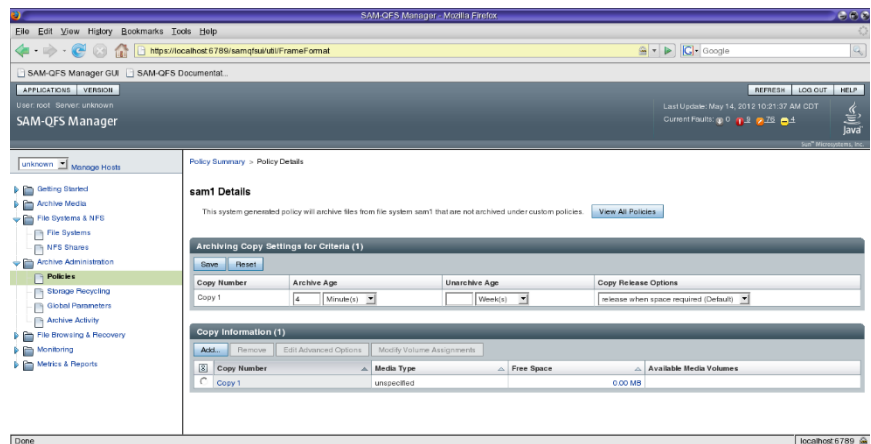 SAM-QFS Manager - Mozilla Firefox
File Edit View History Bookmarks Tools Help
https://localhost:6789/samqfsui/util/FrameFormat
Google
SAM-QFS Manager GUI SAM-QFS Documentat...
APPLICATIONS VERSION
REFRESH LOG OUT HELP
User: root Server: unknown
Last Update: May 14, 2012 10:21:37 AM CDT
SAM-QFS Manager
Current Faults: 0 9 76 4
Java
Sun™ Microsystems, Inc.
unknown Manage Hosts
Policy Summary > Policy Details
Getting Started
Archive Media
File Systems & NFS
File Systems
NFS Shares
Archive Administration
Policies
Storage Recycling
Global Parameters
Archive Activity
File Browsing & Recovery
Monitoring
Metrics & Reports
sam1 Details
This system generated policy will archive files from file system sam1 that are not archived under custom policies. View All Policies
Archiving Copy Settings for Criteria (1)
Save Reset
Copy Number Archive Age Unarchive Age Copy Release Options
Copy 1 4 Minute(s) Week(s) release when space required (Default)
Copy Information (1)
Add... Remove Edit Advanced Options Modify Volume Assignments
Copy Number Media Type Free Space Available Media Volumes
Copy 1 unspecified 0.00 MB
Done localhost:6789